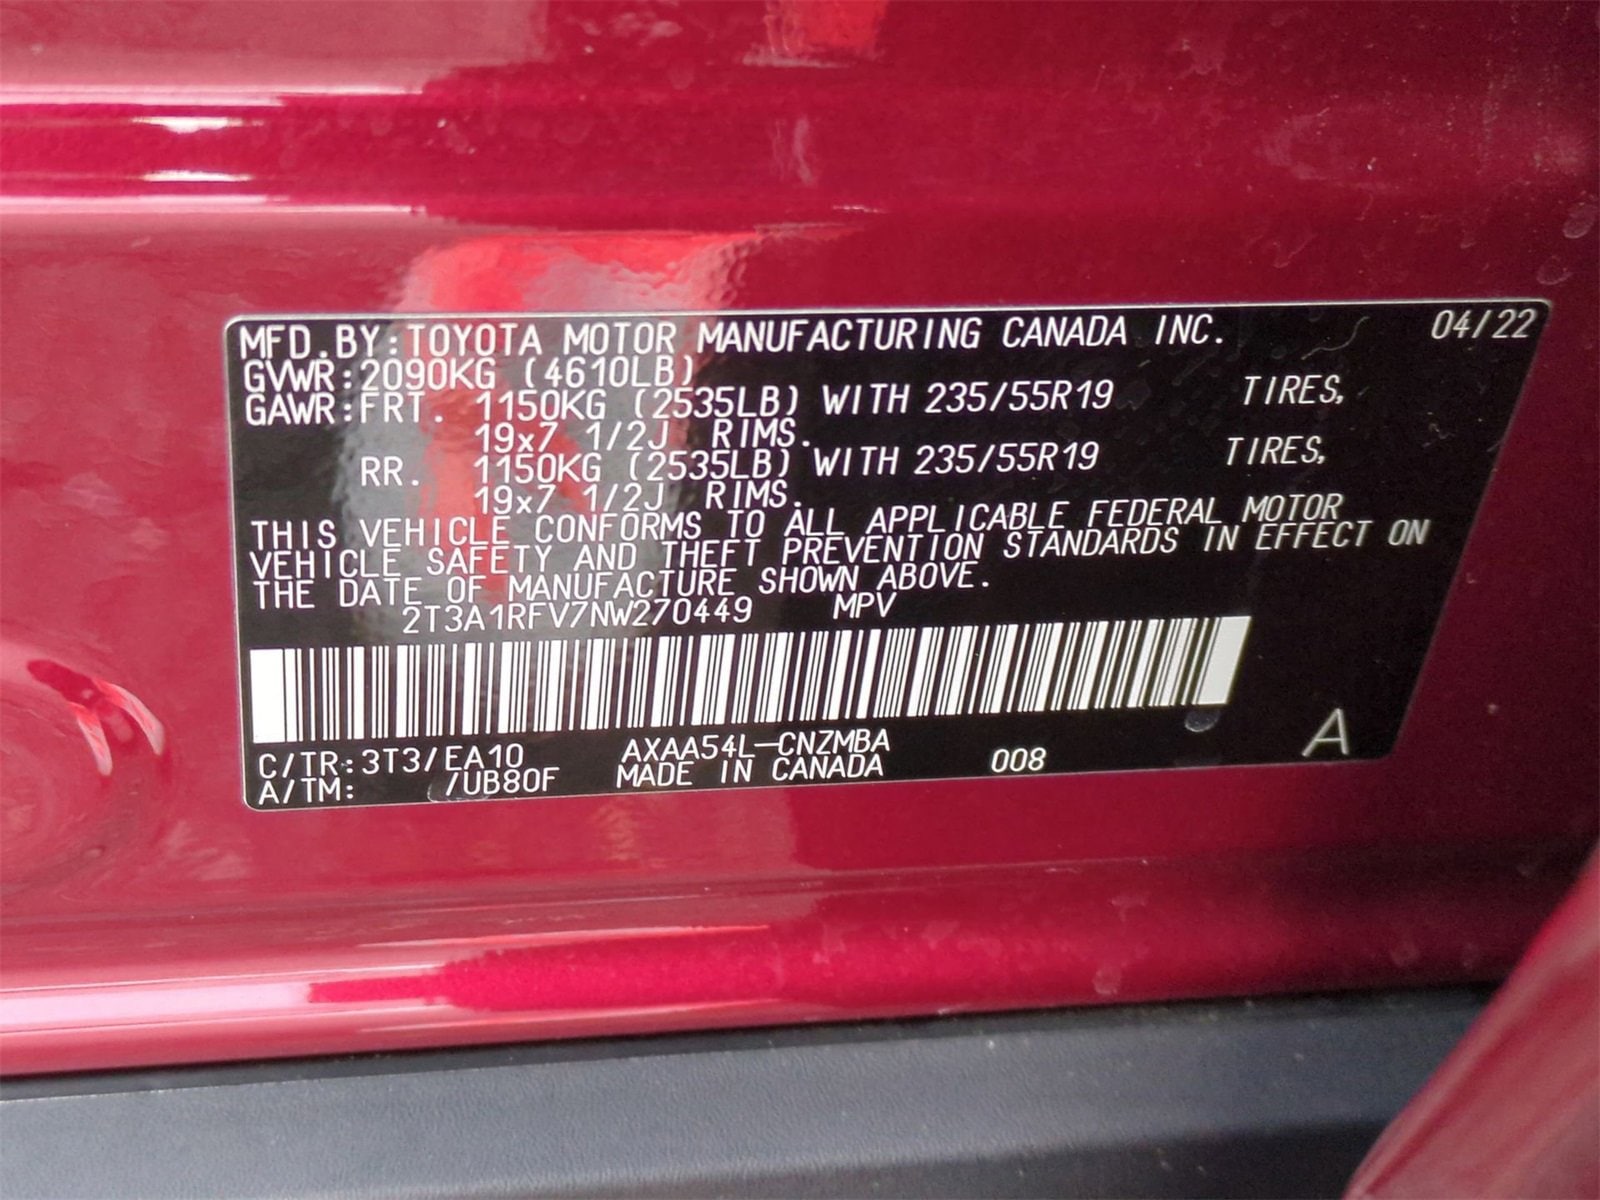 MFD.BY:TOYOTA MOTOR MANUFACTURING CANADA INC. 04/22
GVWR:2090KG (4610LB)
GAWR:FRT. 1150KG (2535LB) WITH 235/55R19 TIRES,
19x7 1/2J RIMS.
RR. 1150KG (2535LB) WITH 235/55R19 TIRES,
19x7 1/2J RIMS.
THIS VEHICLE CONFORMS TO ALL APPLICABLE FEDERAL MOTOR
VEHICLE SAFETY AND THEFT PREVENTION STANDARDS IN EFFECT ON
THE DATE OF MANUFACTURE SHOWN ABOVE.
2T3A1RFV7NW270449 MPV
C/TR:3T3/EA10 AXAA54L-CNZMBA 008 A
A/TM: /UB80F MADE IN CANADA